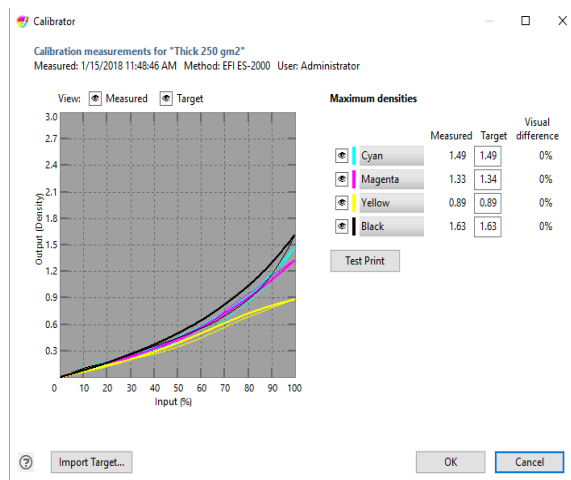 Calibrator
Calibration measurements for "Thick 250 gm2"
Measured: 1/15/2018 11:48:46 AM Method: EFI ES-2000 User: Administrator
View: Measured Target
Maximum densities
Visual
Measured Target difference
Cyan 1.49 1.49 0%
Magenta 1.33 1.34 0%
Yellow 0.89 0.89 0%
Black 1.63 1.63 0%
Test Print
Output (Density)
3.0
2.7
2.4
2.1
1.8
1.5
1.2
0.9
0.6
0.3
0 10 20 30 40 50 60 70 80 90 100
Input (%)
? Import Target... OK Cancel